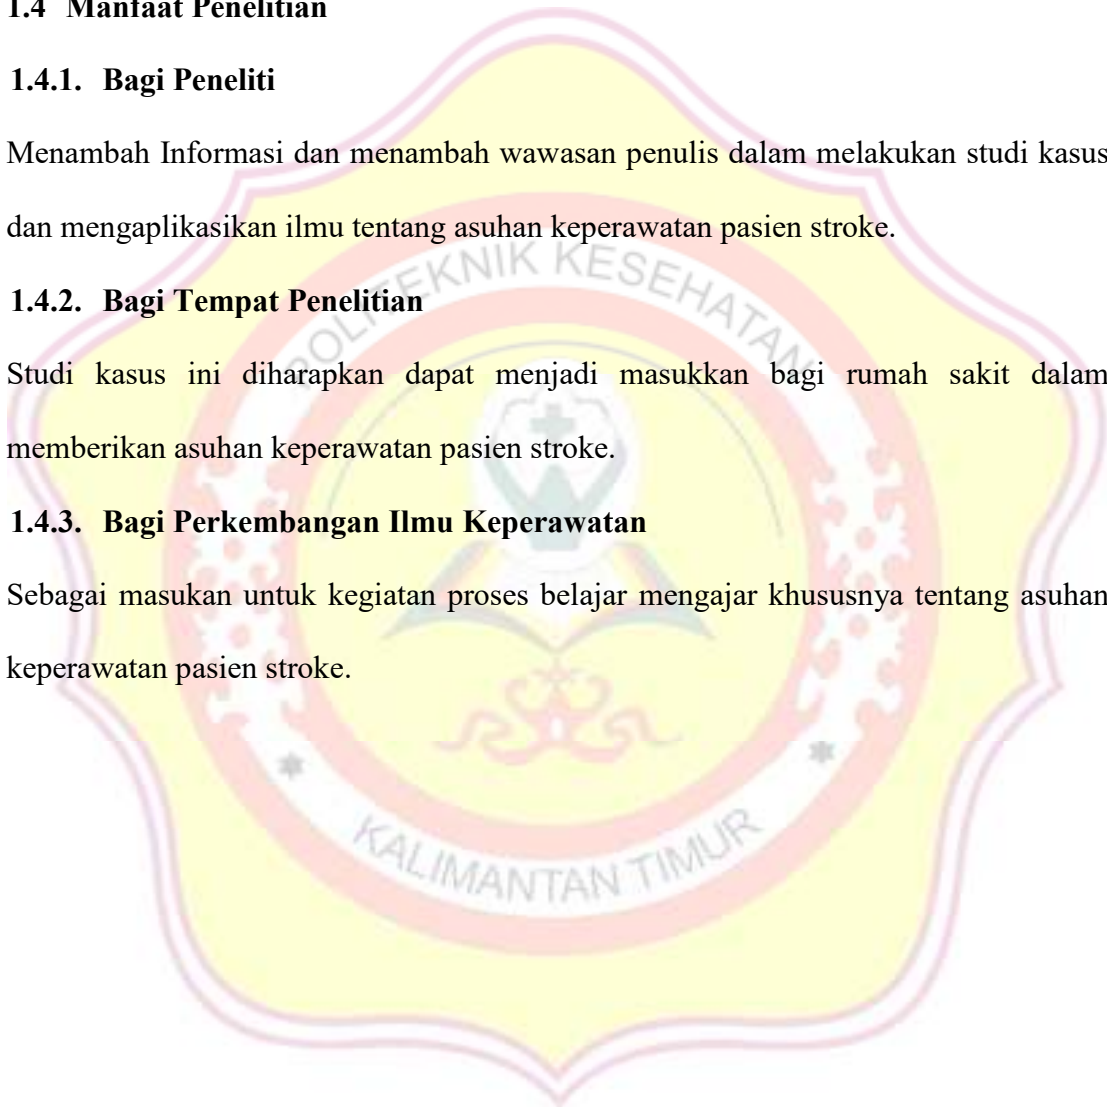 1.4 Manfaat Penelitian
1.4.1. Bagi Peneliti
Menambah Informasi dan menambah wawasan penulis dalam melakukan studi kasus
dan mengaplikasikan ilmu tentang asuhan keperawatan pasien stroke.
1.4.2. Bagi Tempat Penelitian
Studi kasus ini diharapkan dapat menjadi masukkan bagi rumah sakit dalam
memberikan asuhan keperawatan pasien stroke.
1.4.3. Bagi Perkembangan Ilmu Keperawatan
Sebagai masukan untuk kegiatan proses belajar mengajar khususnya tentang asuhan
keperawatan pasien stroke.
POLITEKNIK KESEHATAN
KALIMANTAN TIMUR